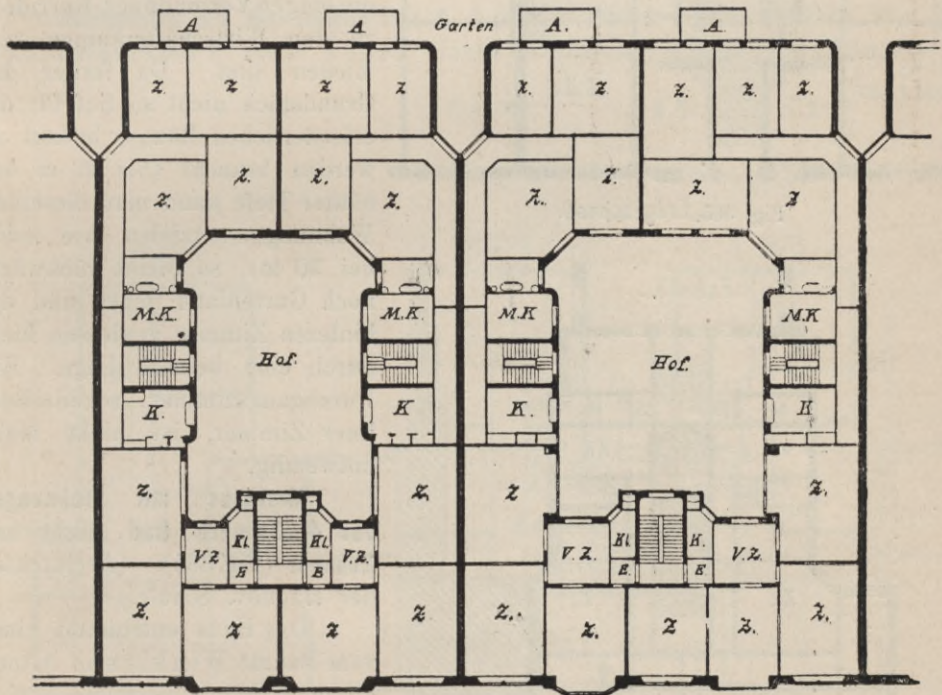 A A Garten A. A
z. z z z z. z. z. z. z.
z. z. z. z. z. z. z. z
M.K. M.K M.K M.K
Hof. Hof.
K. K K. K
z. z. z z.
V.Z. Kl Kl V.Z. V.Z. Kl K. V.Z.
E E E. E
z. z z z. z. z. z z. z.